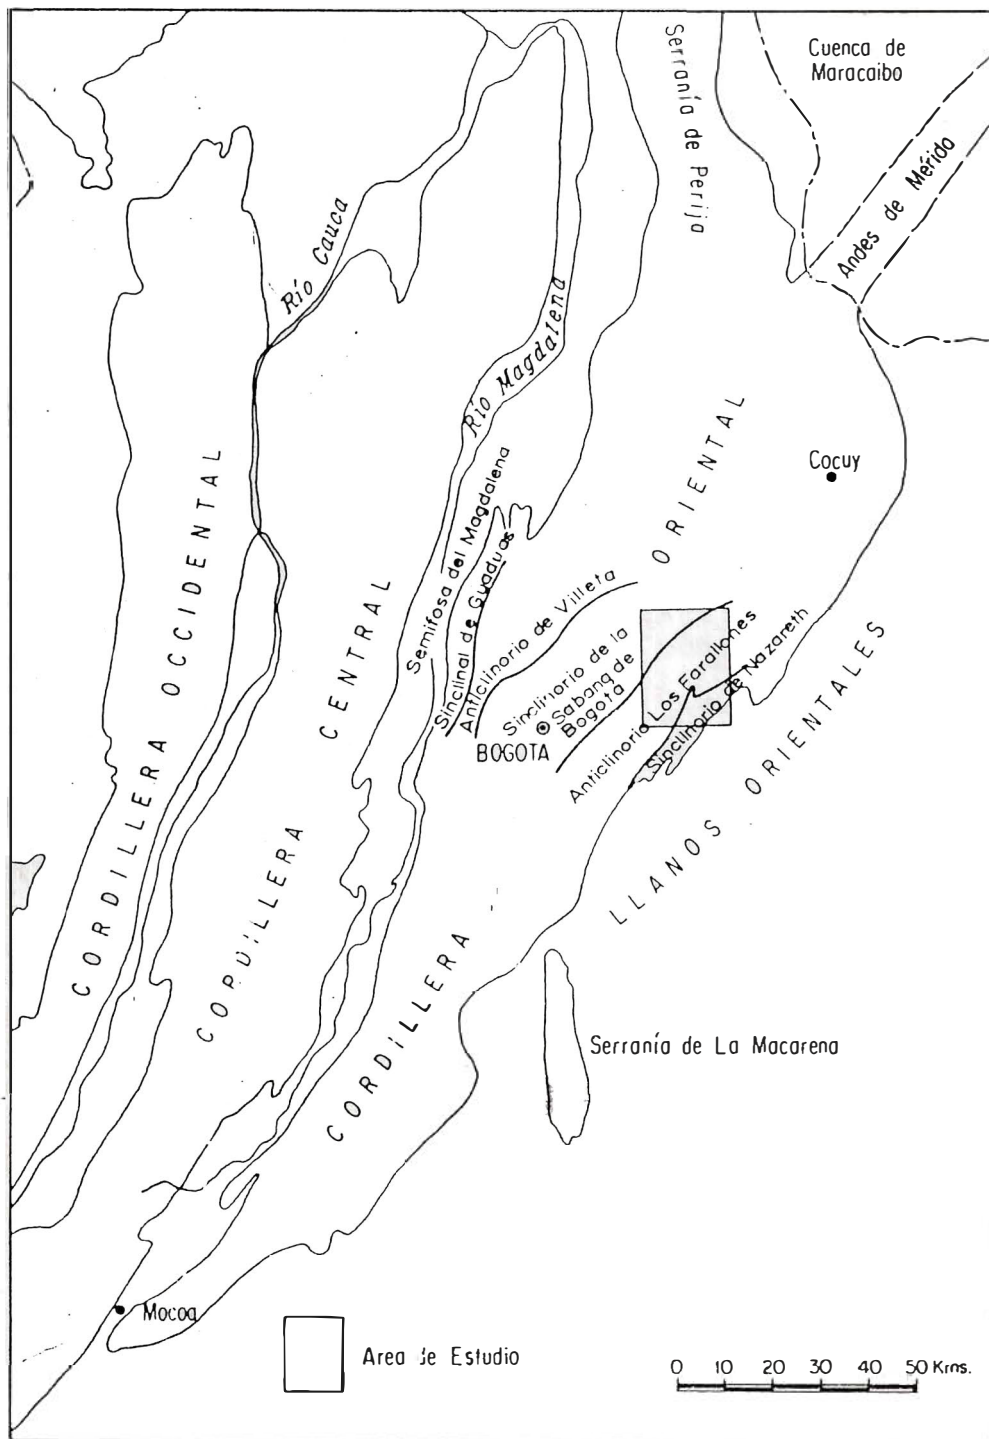 Cuenca de
Maracaibo
Serranía de Perija
Andes de Mérido
Río Cauca
Río Magdalena
Cocuy
CORDILLERA OCCIDENTAL
CORDILLERA CENTRAL
CORDILLERA ORIENTAL
Semifosa del Magdalena
Sinclinal de Guaduas
Anticlinorio de Villeta
Sinclinorio de la
Sabana de
Bogotá
BOGOTA
Anticlinorio Los Farallones
Sinclinorio de Nazareth
LLANOS ORIENTALES
Serranía de La Macarena
Mocoa
Area de Estudio
0 10 20 30 40 50 Kms.